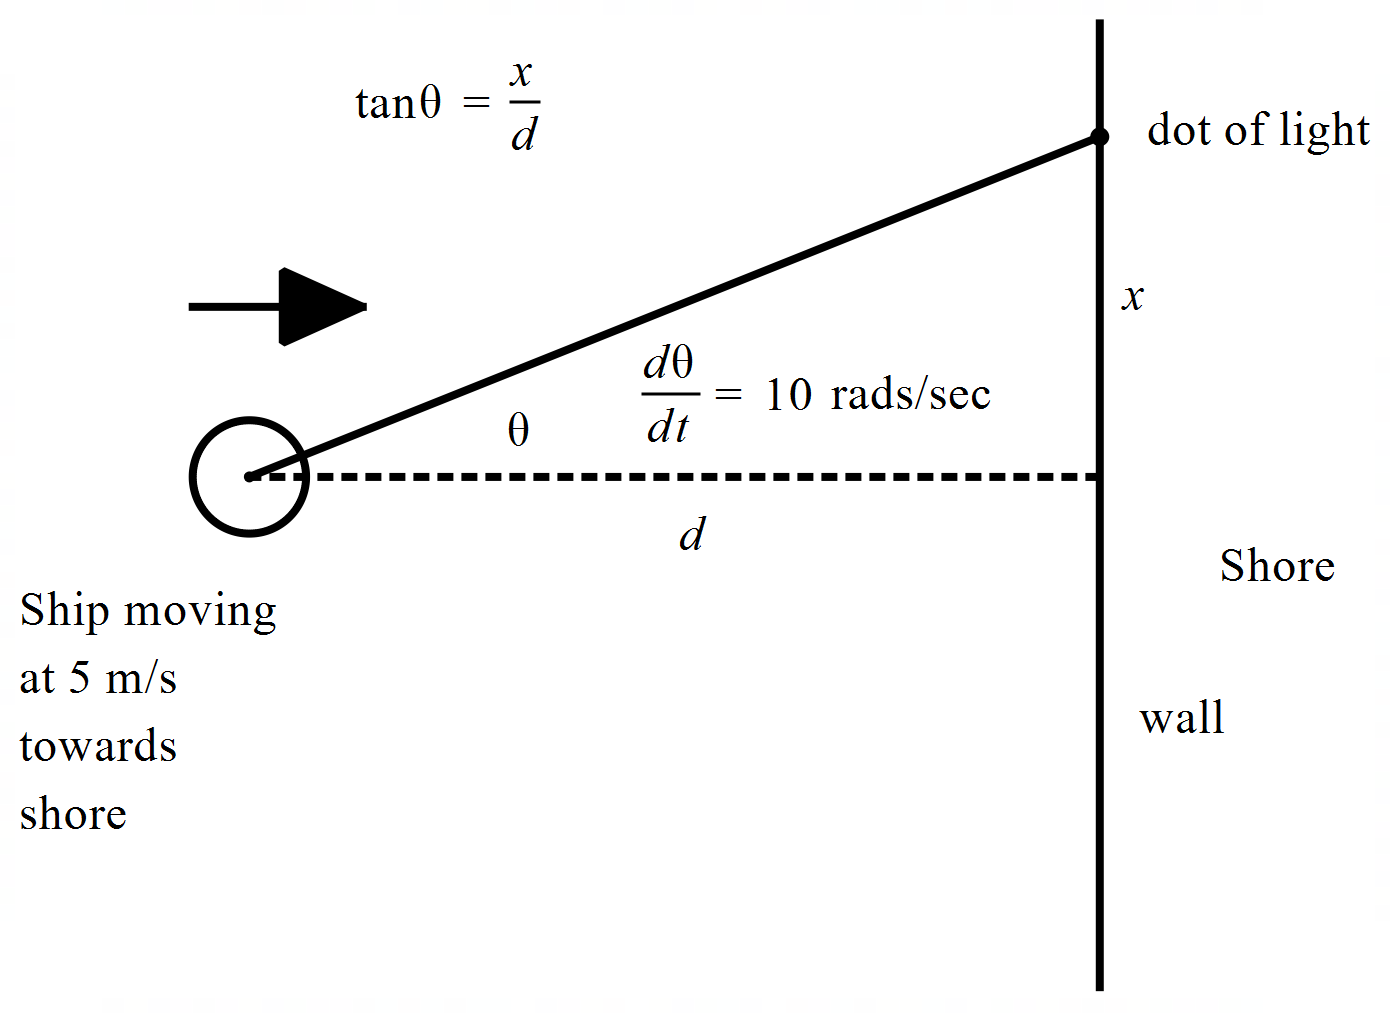 tanθ = x/d
dot of light
x
dθ/dt = 10 rads/sec
θ
d
Shore
Ship moving
at 5 m/s
towards
shore
wall